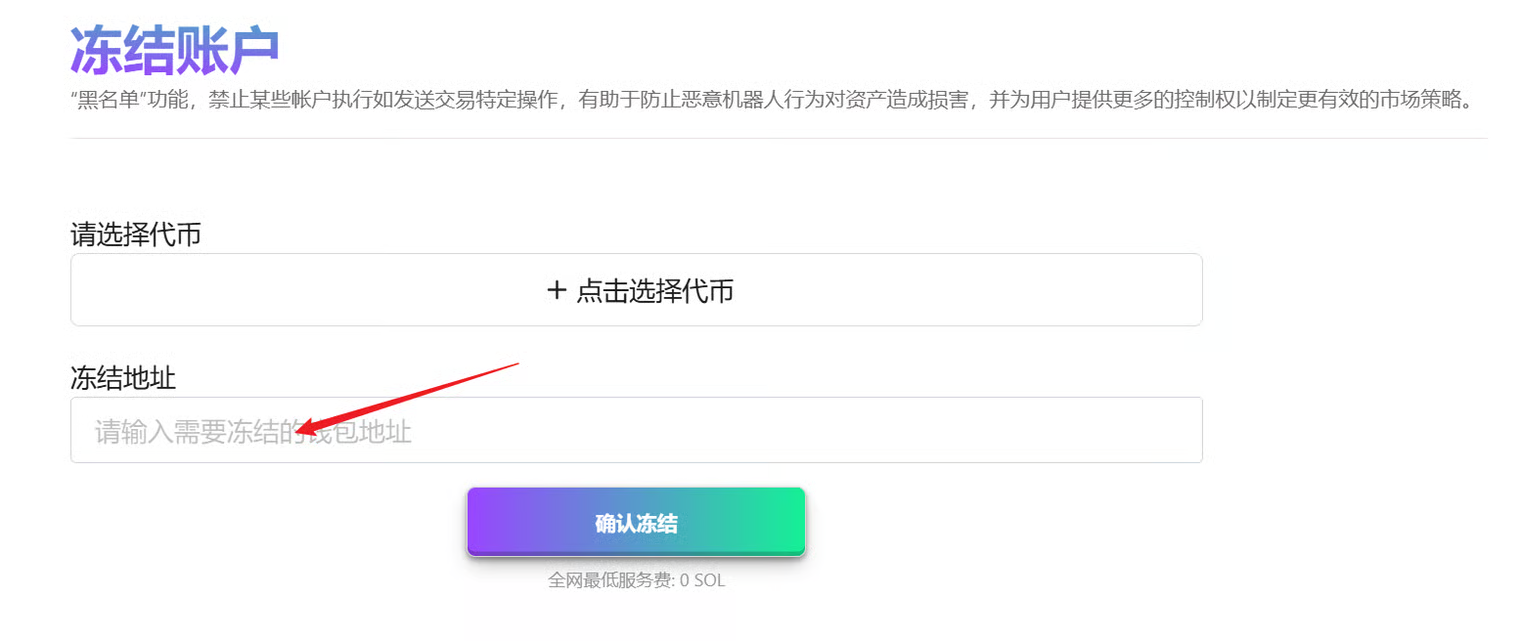 冻结账户
“黑名单”功能，禁止某些帐户执行如发送交易特定操作，有助于防止恶意机器人行为对资产造成损害，并为用户提供更多的控制权以制定更有效的市场策略。
请选择代币
+ 点击选择代币
冻结地址
请输入需要冻结的钱包地址
确认冻结
全网最低服务费: 0 SOL